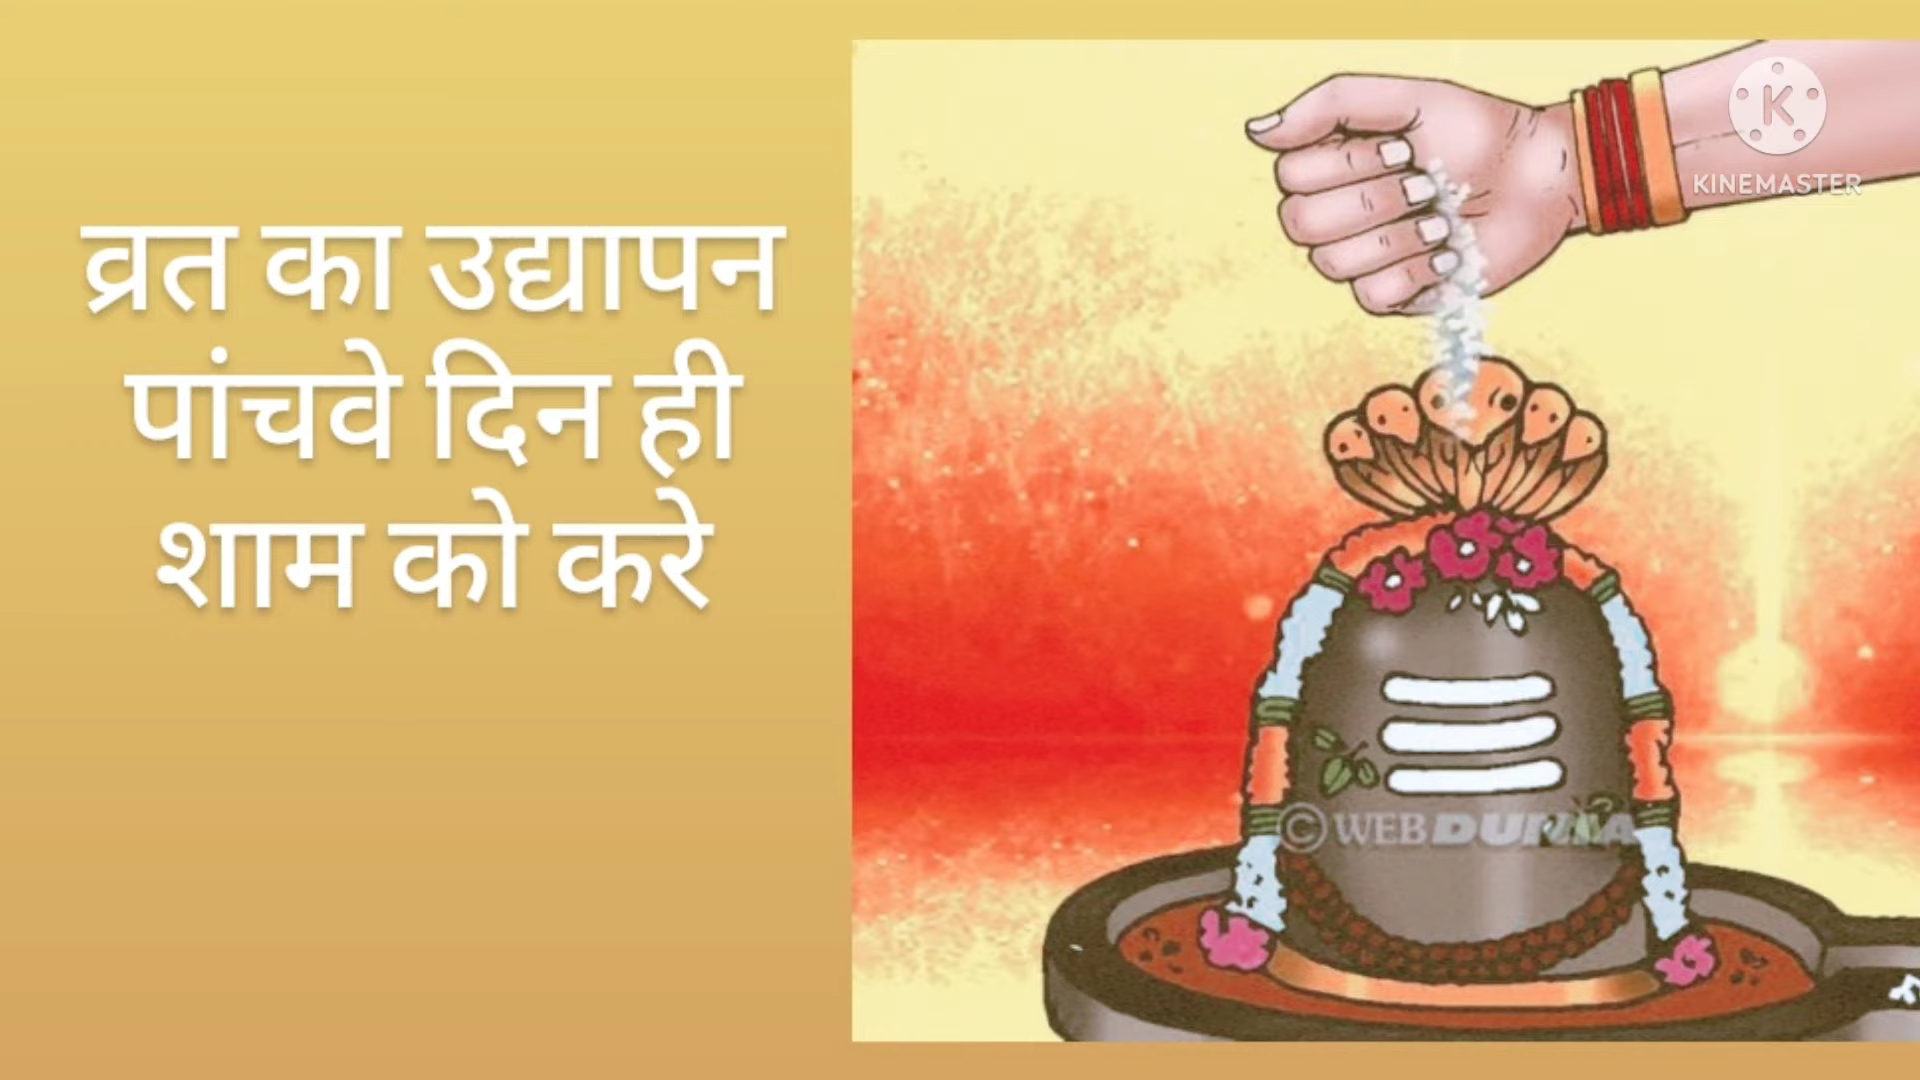 व्रत का उद्यापन
पांचवे दिन ही
शाम को करे
K
KINEMASTER
© WEBDUNIA